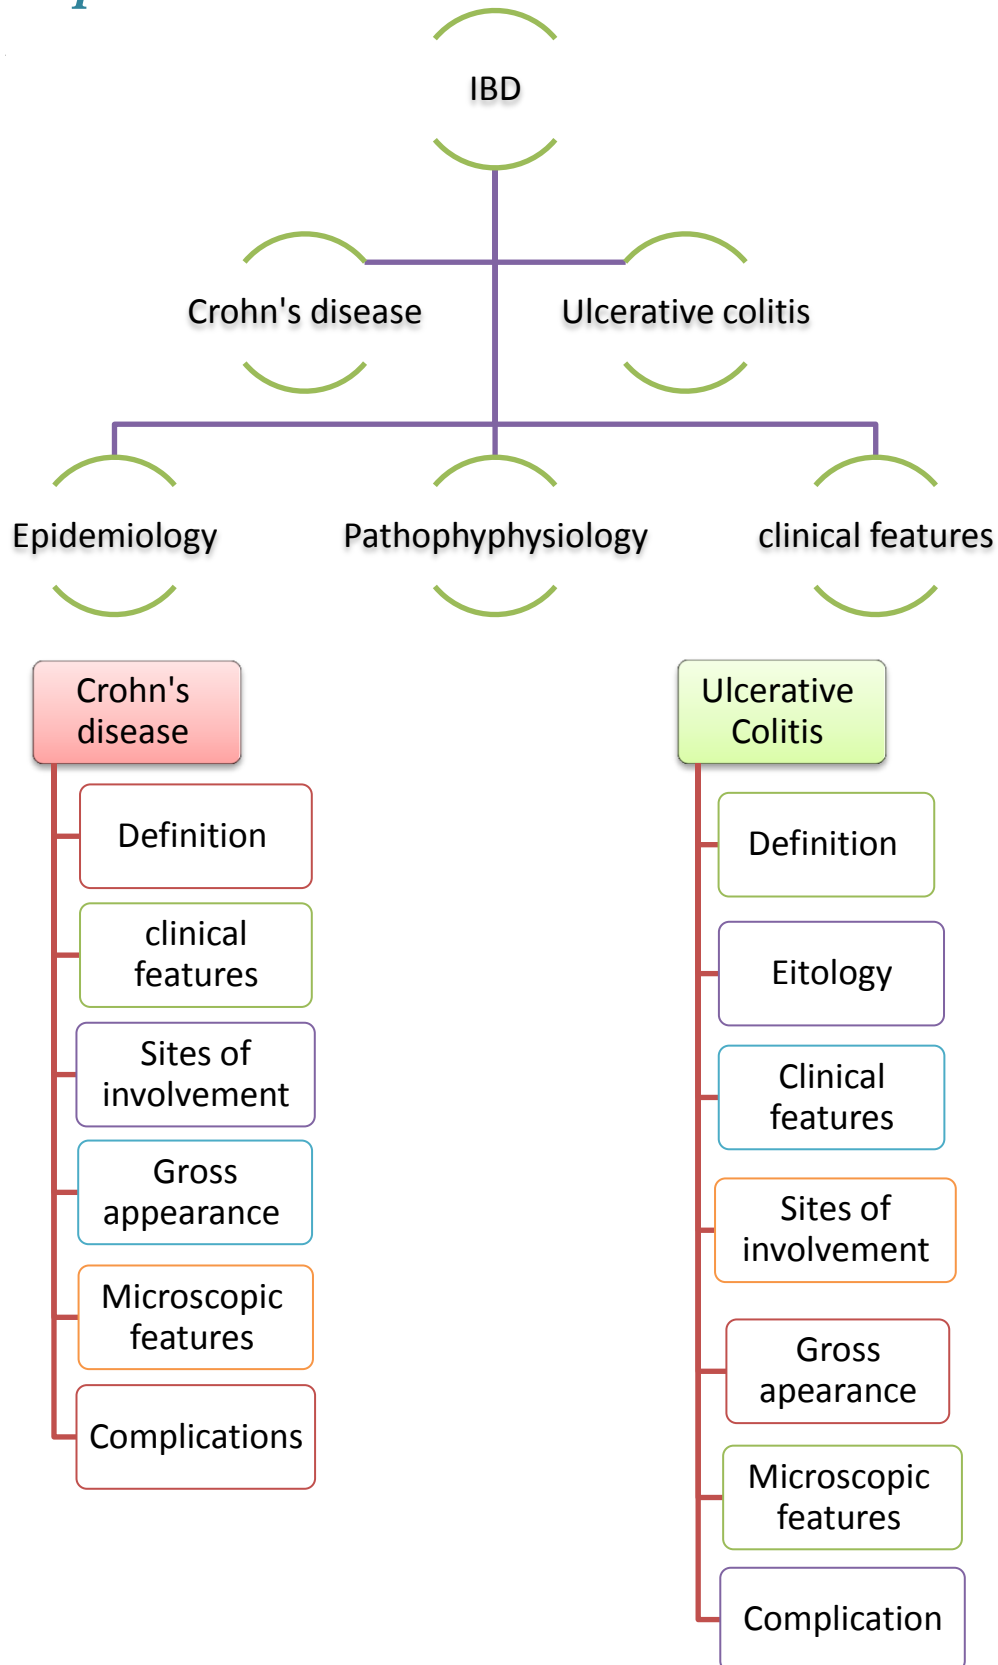 IBD
Crohn's disease
Ulcerative colitis
Epidemiology
Pathophyphysiology
clinical features
Crohn's
disease
Definition
clinical
features
Sites of
involvement
Gross
appearance
Microscopic
features
Complications
Ulcerative
Colitis
Definition
Eitology
Clinical
features
Sites of
involvement
Gross
apearance
Microscopic
features
Complication